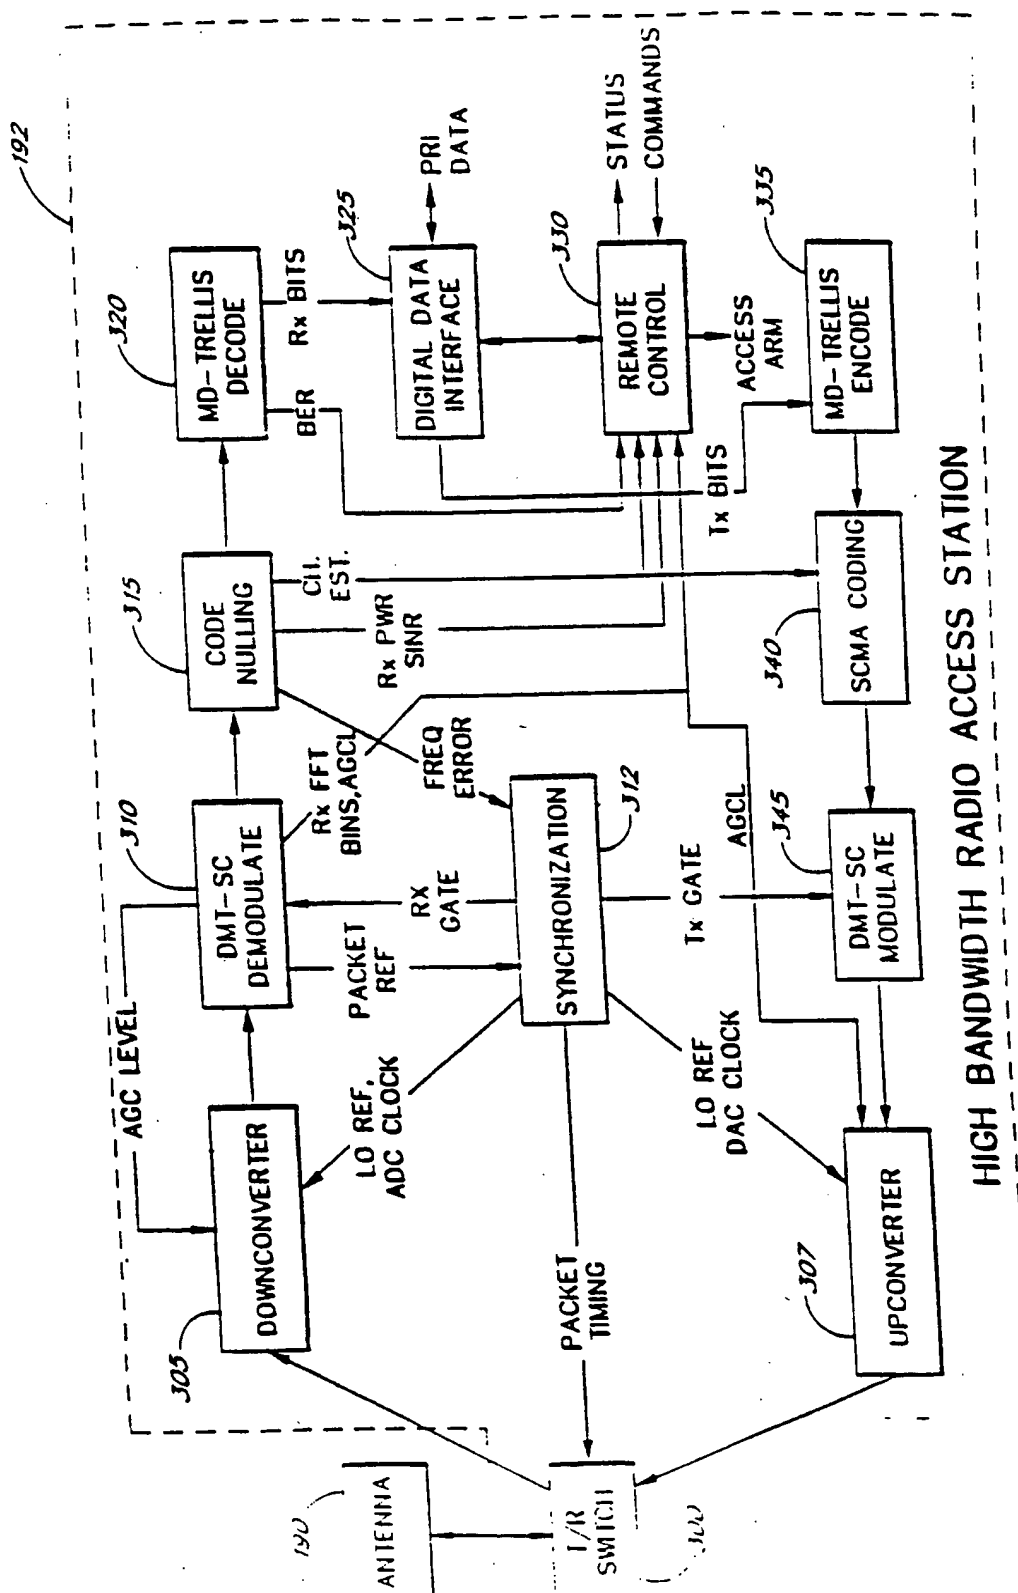 192
320
MD-TRELLIS
DECODE
BER
Rx BITS
325
DIGITAL DATA
INTERFACE
PRI
DATA
330
REMOTE
CONTROL
STATUS
COMMANDS
ACCESS
ARM
Tx BITS
335
MD-TRELLIS
ENCODE
315
CODE
NULLING
CH.
EST.
Rx PWR
SINR
340
SCMA CODING
310
DMT-SC
DEMODULATE
AGC LEVEL
Rx FFT
BINS,AGCL
FREQ
ERROR
RX
GATE
PACKET
REF
312
SYNCHRONIZATION
Tx GATE
AGCL
345
DMT-SC
MODULATE
305
DOWNCONVERTER
LO REF,
ADC CLOCK
LO REF
DAC CLOCK
PACKET
TIMING
307
UPCONVERTER
190
ANTENNA
T/R
SWITCH
300
HIGH BANDWIDTH RADIO ACCESS STATION